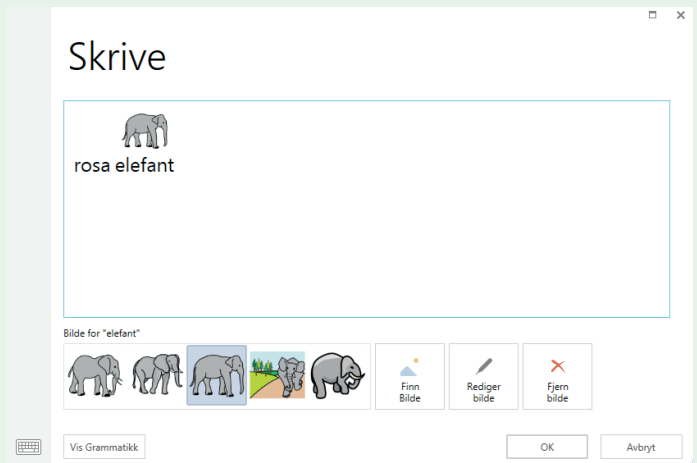 Skrive
rosa elefant
Bilde for "elefant"
Finn
Bilde
Rediger
bilde
Fjern
bilde
Vis Grammatikk
OK
Avbryt